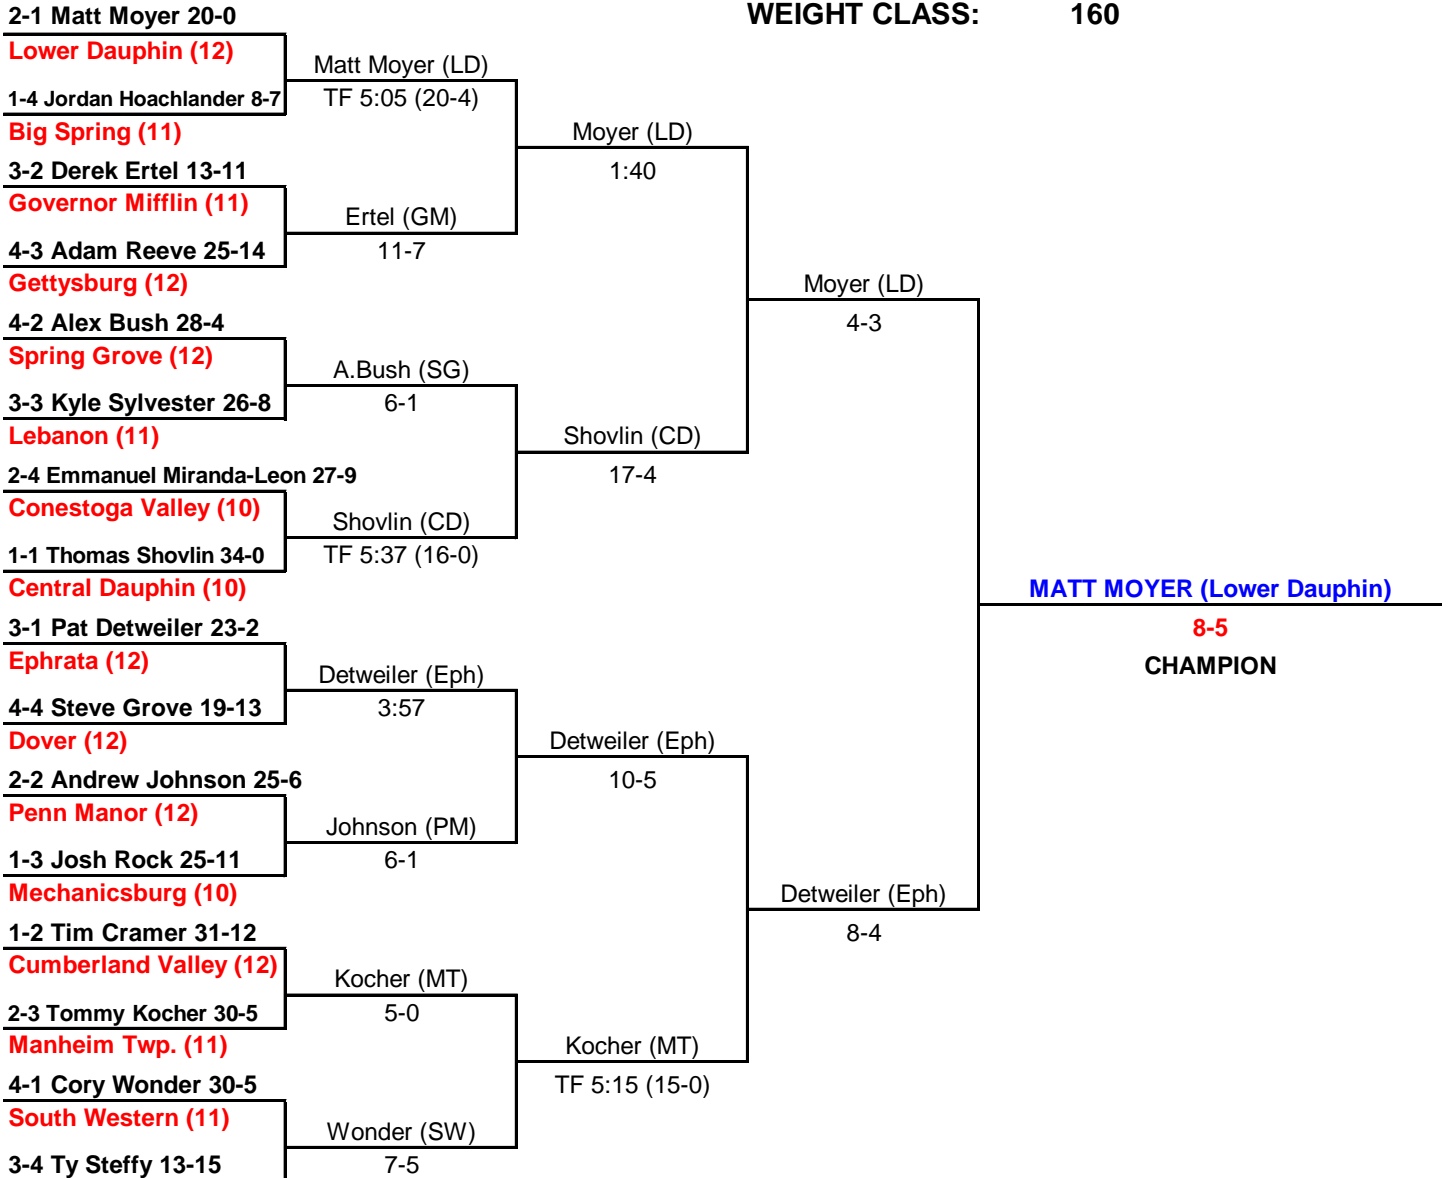 2-1 Matt Moyer 20-0
WEIGHT CLASS: 160
Lower Dauphin (12)
Matt Moyer (LD)
1-4 Jordan Hoachlander 8-7
TF 5:05 (20-4)
Big Spring (11)
Moyer (LD)
3-2 Derek Ertel 13-11
1:40
Governor Mifflin (11)
Ertel (GM)
4-3 Adam Reeve 25-14
11-7
Gettysburg (12)
Moyer (LD)
4-2 Alex Bush 28-4
4-3
Spring Grove (12)
A.Bush (SG)
3-3 Kyle Sylvester 26-8
6-1
Lebanon (11)
Shovlin (CD)
2-4 Emmanuel Miranda-Leon 27-9
17-4
Conestoga Valley (10)
Shovlin (CD)
1-1 Thomas Shovlin 34-0
TF 5:37 (16-0)
Central Dauphin (10)
MATT MOYER (Lower Dauphin)
3-1 Pat Detweiler 23-2
8-5
Ephrata (12)
CHAMPION
Detweiler (Eph)
4-4 Steve Grove 19-13
3:57
Dover (12)
Detweiler (Eph)
2-2 Andrew Johnson 25-6
10-5
Penn Manor (12)
Johnson (PM)
1-3 Josh Rock 25-11
6-1
Mechanicsburg (10)
Detweiler (Eph)
1-2 Tim Cramer 31-12
8-4
Cumberland Valley (12)
Kocher (MT)
2-3 Tommy Kocher 30-5
5-0
Manheim Twp. (11)
Kocher (MT)
4-1 Cory Wonder 30-5
TF 5:15 (15-0)
South Western (11)
Wonder (SW)
3-4 Ty Steffy 13-15
7-5